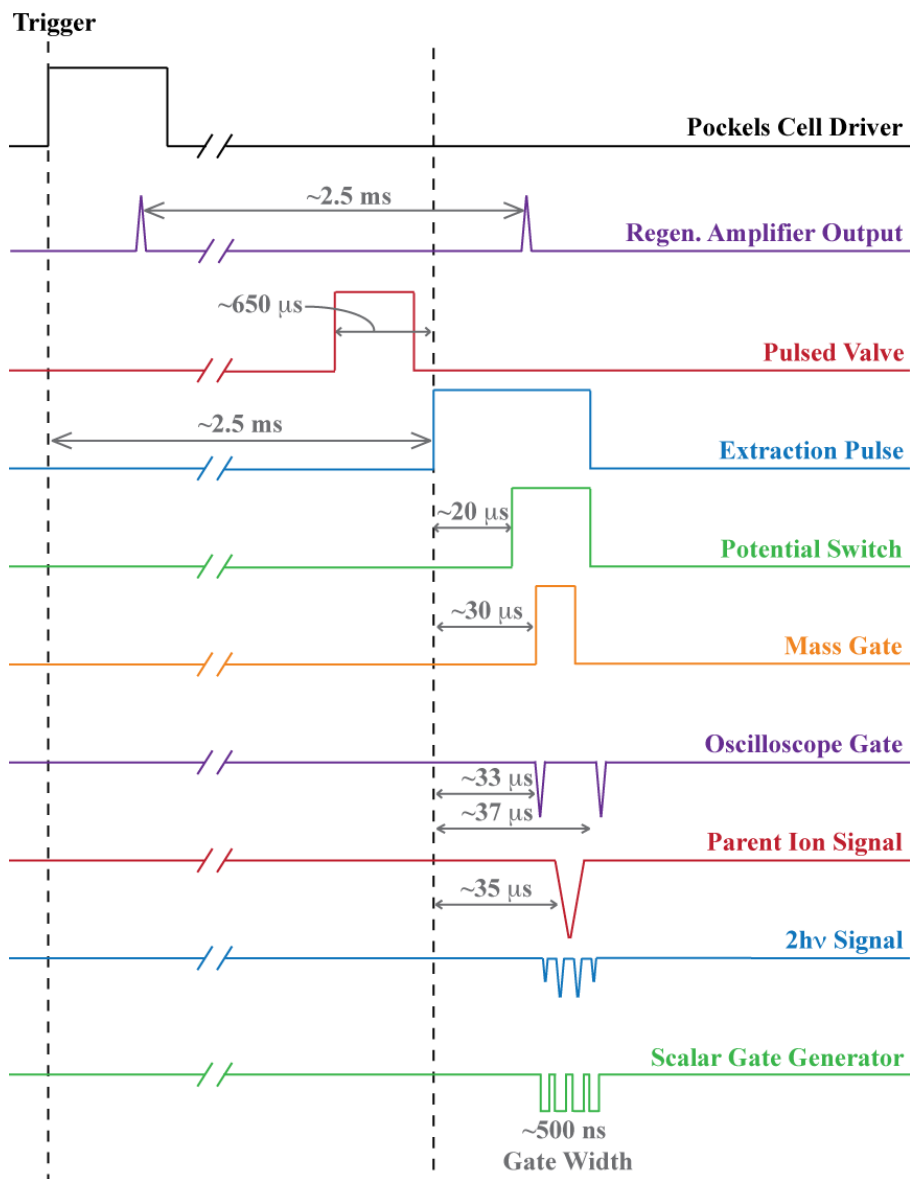 Trigger
Pockels Cell Driver
~2.5 ms
Regen. Amplifier Output
~650 μs
Pulsed Valve
~2.5 ms
Extraction Pulse
~20 μs
Potential Switch
~30 μs
Mass Gate
Oscilloscope Gate
~33 μs
~37 μs
Parent Ion Signal
~35 μs
2hν Signal
Scalar Gate Generator
~500 ns
Gate Width